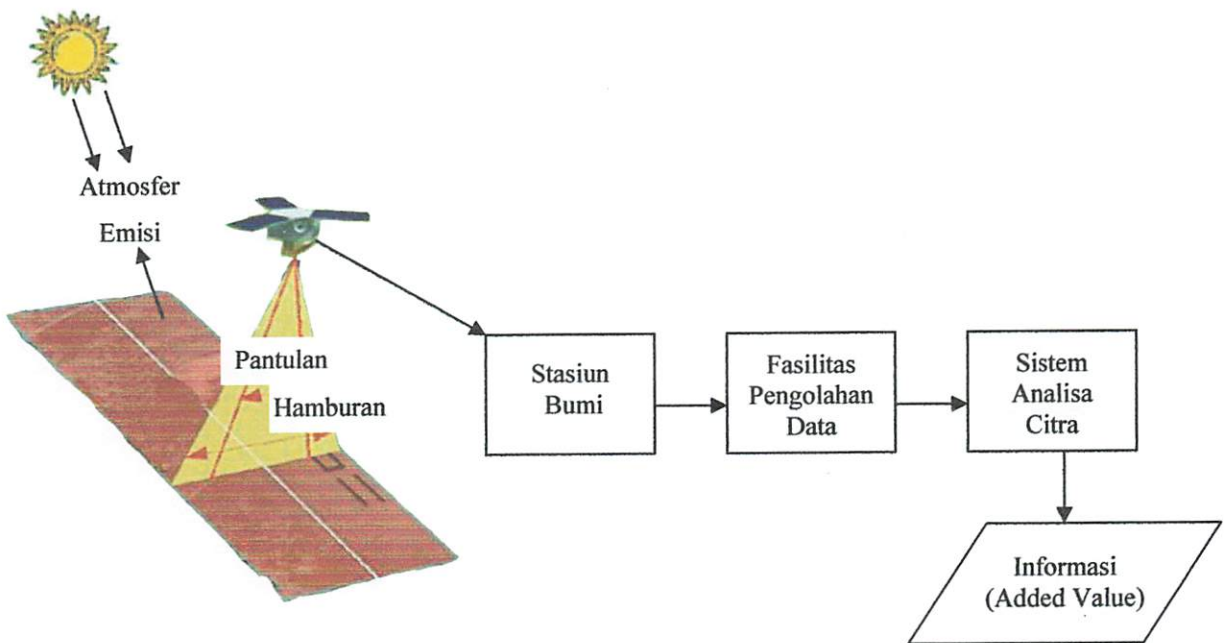 Atmosfer
Emisi
Pantulan
Hamburan
Stasiun
Bumi
Fasilitas
Pengolahan
Data
Sistem
Analisa
Citra
Informasi
(Added Value)